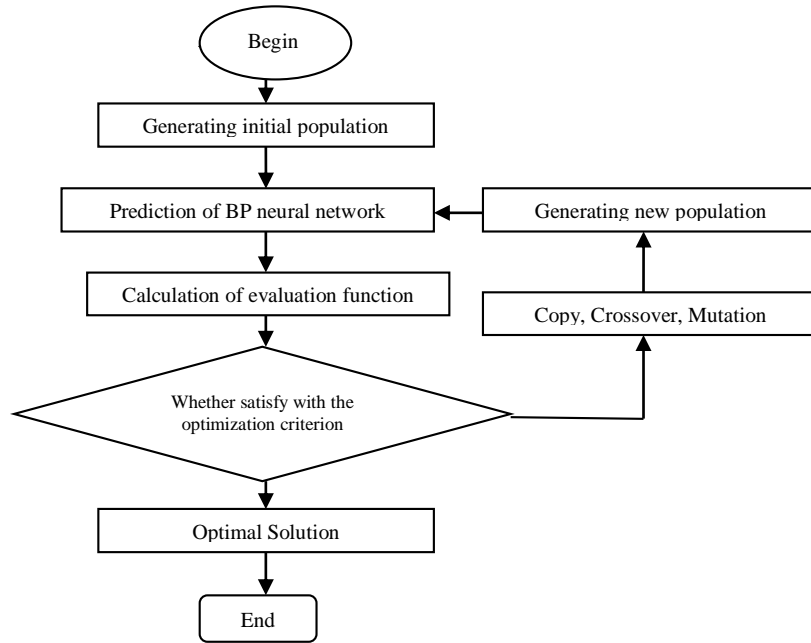 Begin
Generating initial population
Prediction of BP neural network
Generating new population
Calculation of evaluation function
Copy, Crossover, Mutation
Whether satisfy with the
optimization criterion
Optimal Solution
End